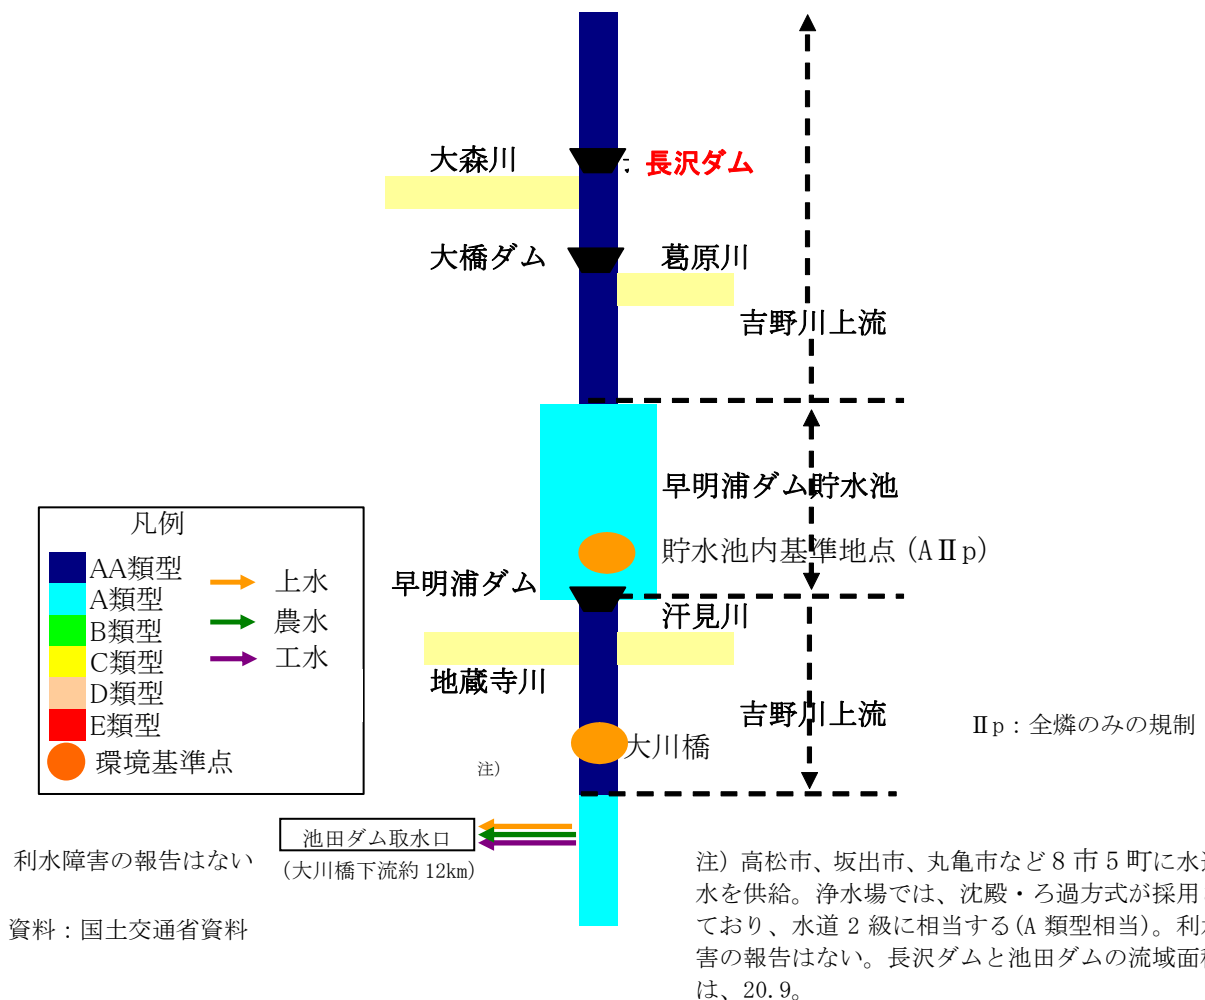 大森川
長沢ダム
大橋ダム
葛原川
吉野川上流
早明浦ダム貯水池
貯水池内基準地点(AⅡp)
早明浦ダム
汗見川
地蔵寺川
吉野川上流
Ⅱp：全燐のみの規制
大川橋
凡例
AA類型
A類型
B類型
C類型
D類型
E類型
環境基準点
上水
農水
工水
注)
池田ダム取水口
(大川橋下流約12km)
利水障害の報告はない
資料：国土交通省資料
注）高松市、坂出市、丸亀市など８市５町に水
水を供給。浄水場では、沈殿・ろ過方式が採用
ており、水道２級に相当する(A類型相当)。利
害の報告はない。長沢ダムと池田ダムの流域面
は、20.9。